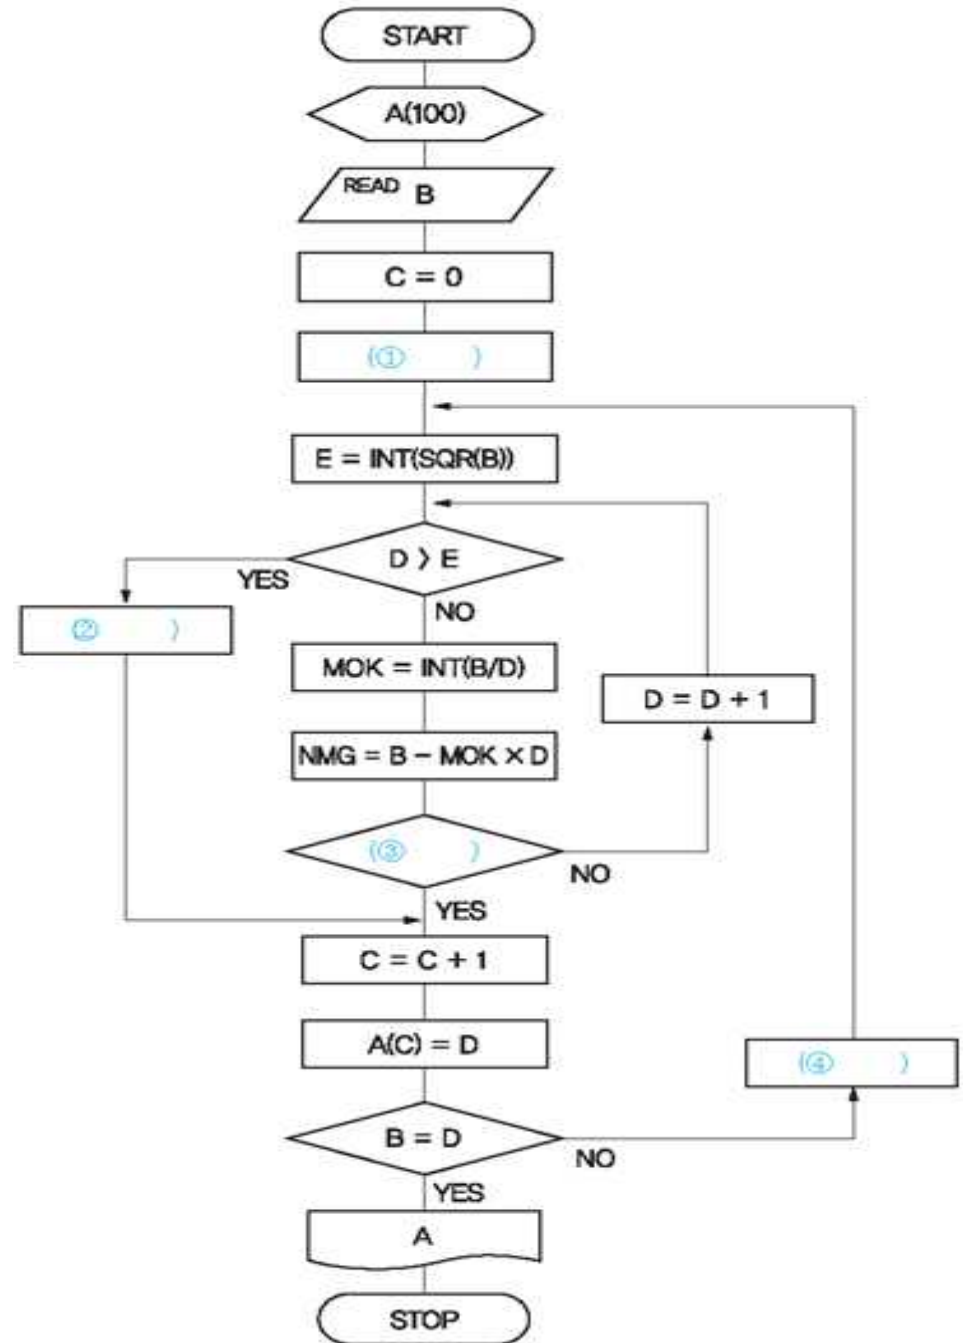 START
A(100)
READ B
C = 0
(① )
E = INT(SQR(B))
D > E
YES
NO
(② )
MOK = INT(B/D)
D = D + 1
NMG = B - MOK × D
(③ )
NO
YES
C = C + 1
A(C) = D
(④ )
B = D
NO
YES
A
STOP